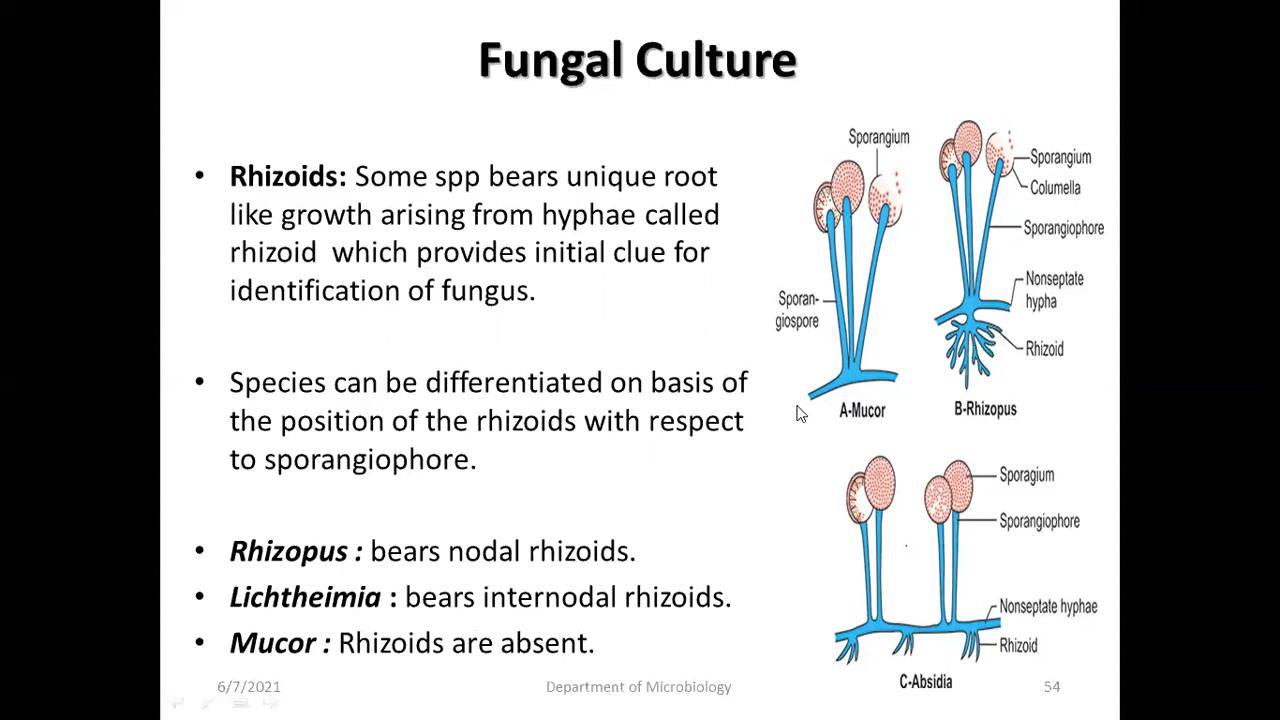 Fungal Culture
• Rhizoids: Some spp bears unique root
like growth arising from hyphae called
rhizoid which provides initial clue for
identification of fungus.
• Species can be differentiated on basis of
the position of the rhizoids with respect
to sporangiophore.
• Rhizopus : bears nodal rhizoids.
• Lichtheimia : bears internodal rhizoids.
• Mucor : Rhizoids are absent.
Sporangium
Sporan-
giospore
A-Mucor
Sporangium
Columella
Sporangiophore
Nonseptate
hypha
Rhizoid
B-Rhizopus
Sporagium
Sporangiophore
Nonseptate hyphae
Rhizoid
C-Absidia
6/7/2021
Department of Microbiology
54